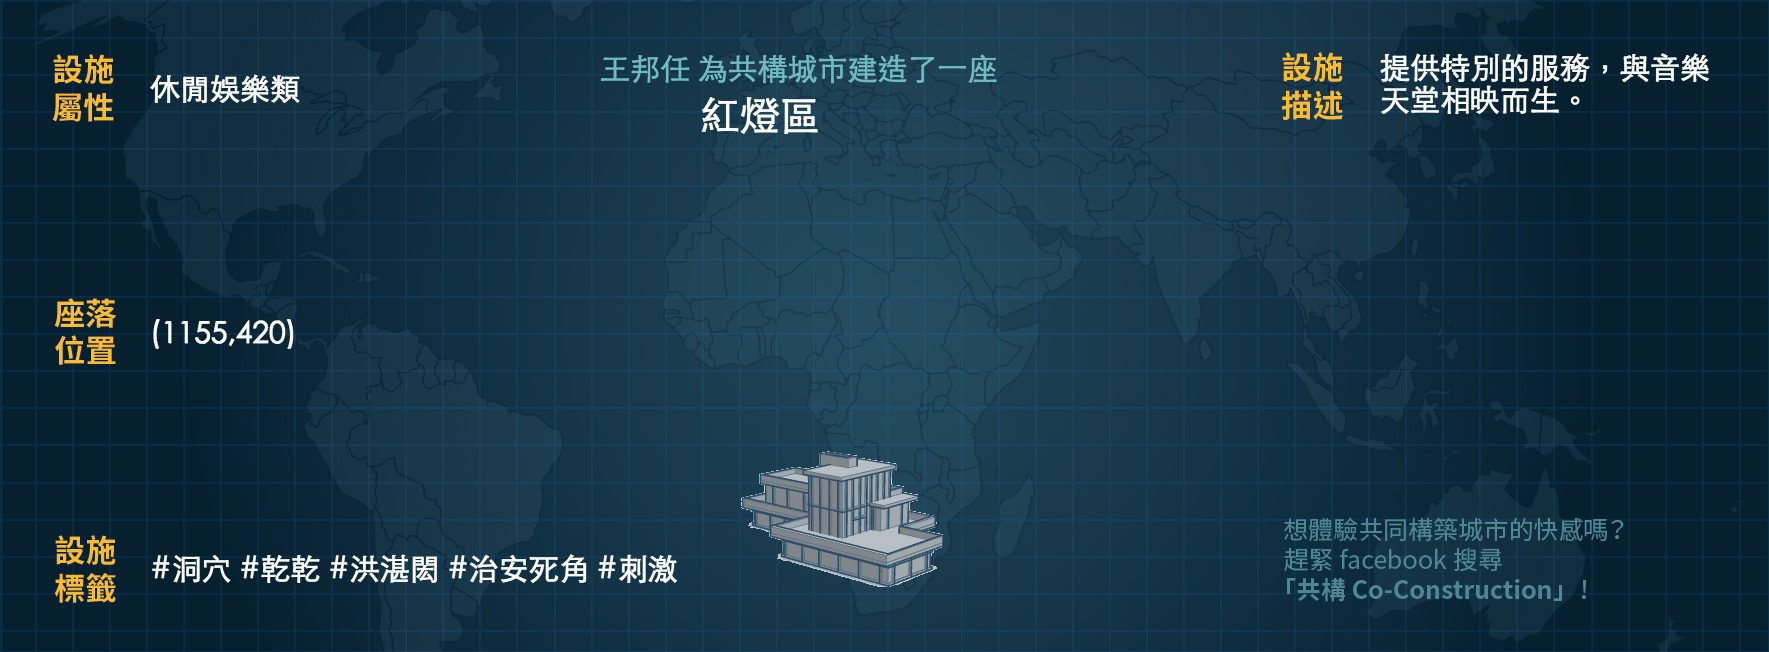 設施
屬性
休閒娛樂類
王邦任 為共構城市建造了一座
紅燈區
設施
描述
提供特別的服務，與音樂
天堂相映而生。
座落
位置
(1155,420)
設施
標籤
#洞穴 #乾乾 #洪湛閎 #治安死角 #刺激
想體驗共同構築城市的快感嗎?
趕緊 facebook 搜尋
「共構 Co-Construction」!